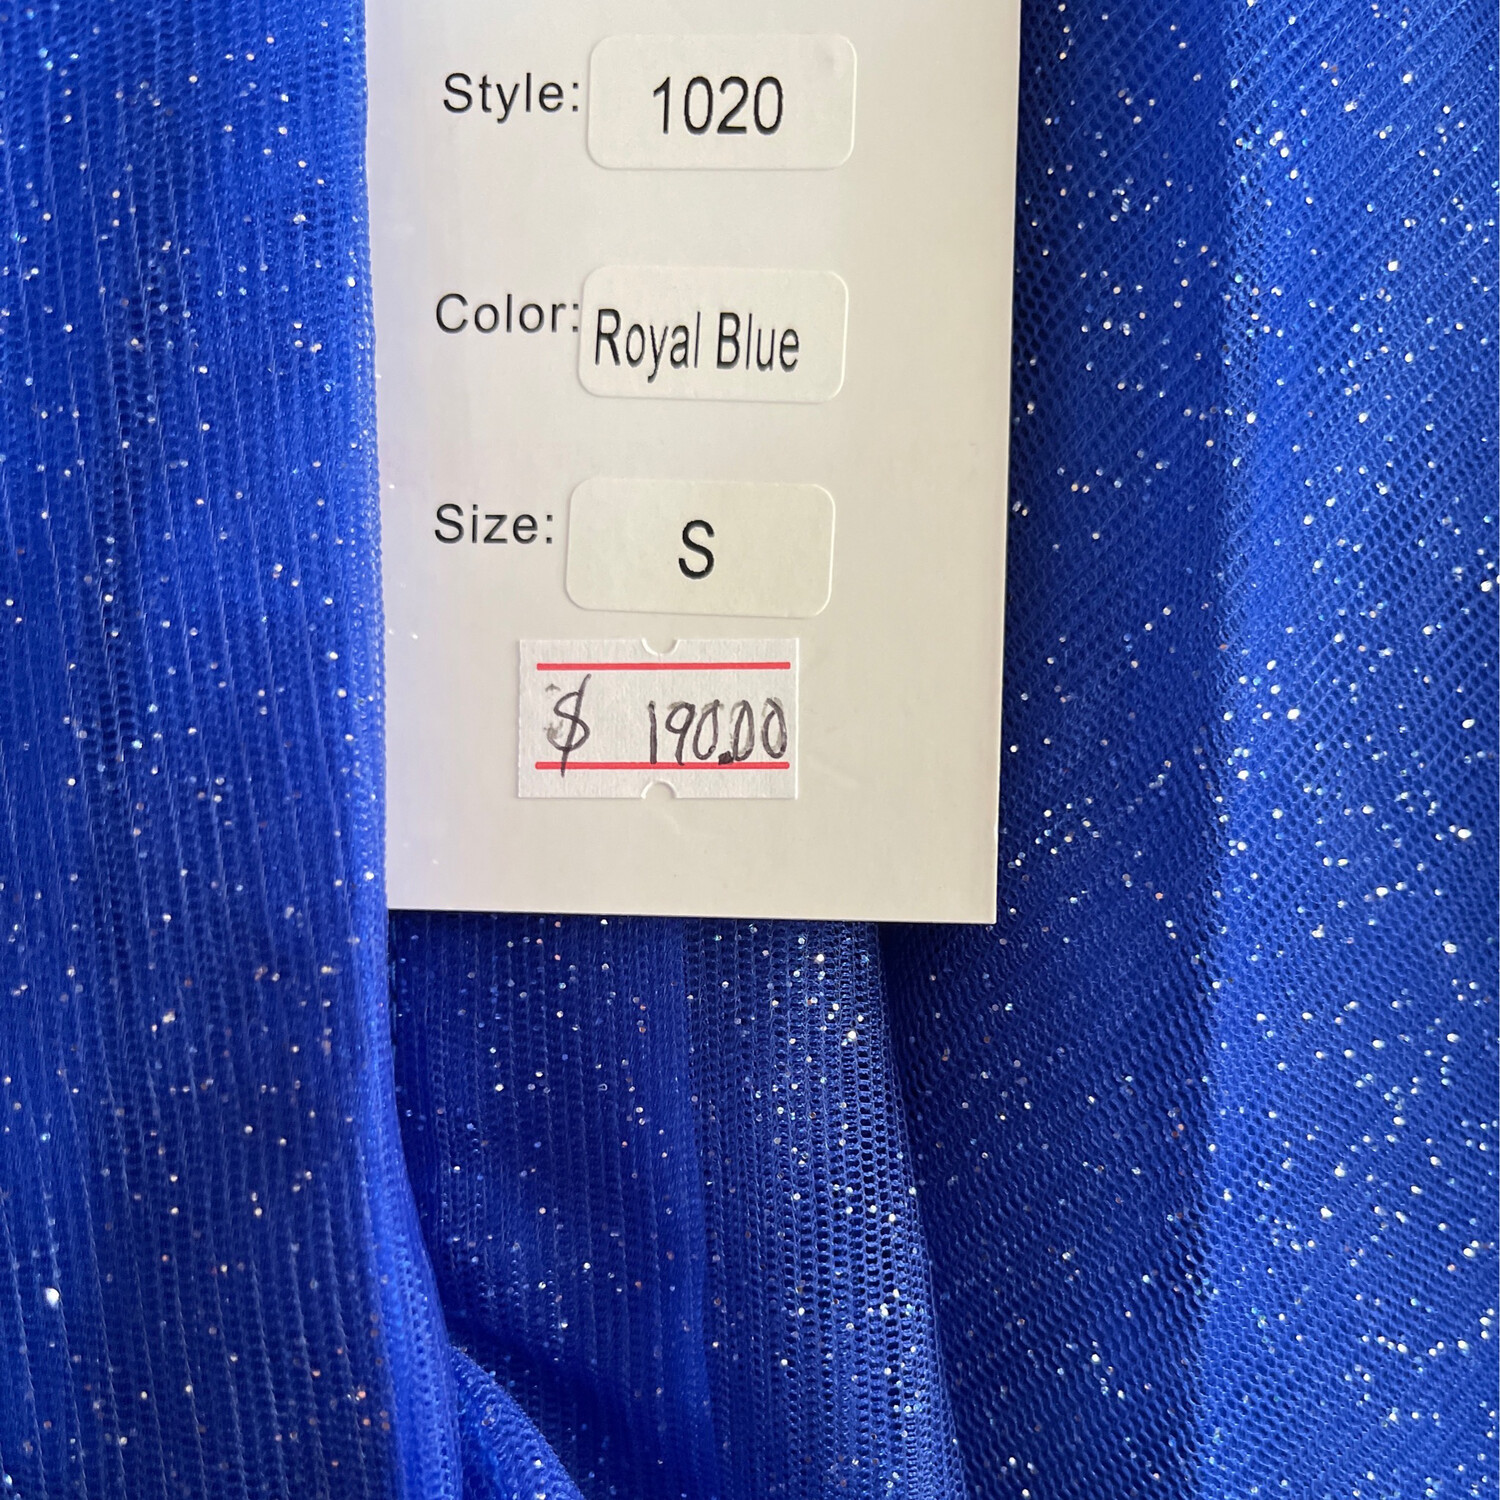 Style: 1020
Color: Royal Blue
Size: S
$ 190.00